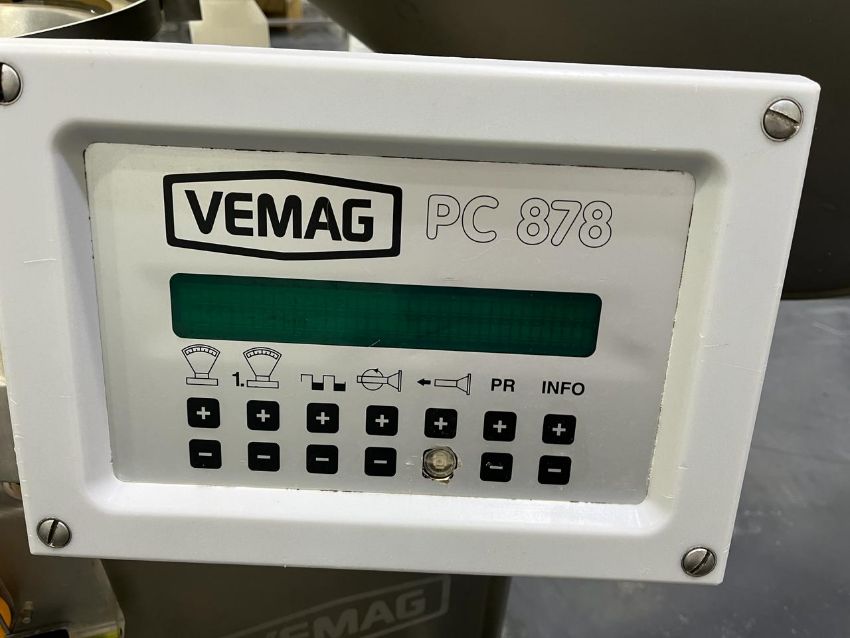 VEMAG PC 878
1. PR INFO
+ + + + + + +
− − − − − −
VEMAG